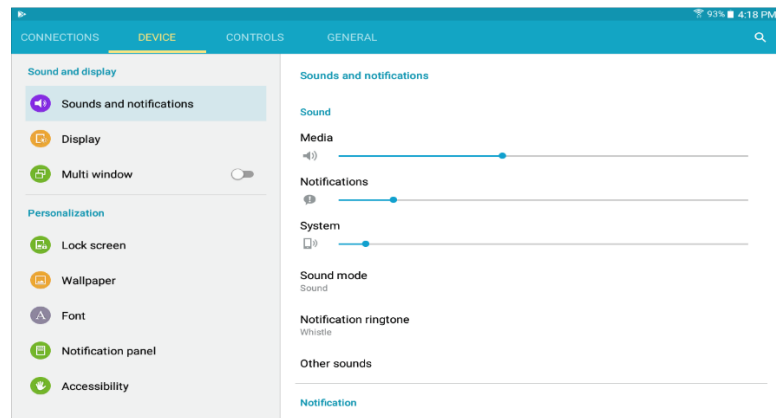 93% 4:18 PM
CONNECTIONS DEVICE CONTROLS GENERAL
Sound and display
Sounds and notifications
Display
Multi window
Personalization
Lock screen
Wallpaper
A Font
Notification panel
Accessibility
Sounds and notifications
Sound
Media
Notifications
System
Sound mode
Sound
Notification ringtone
Whistle
Other sounds
Notification